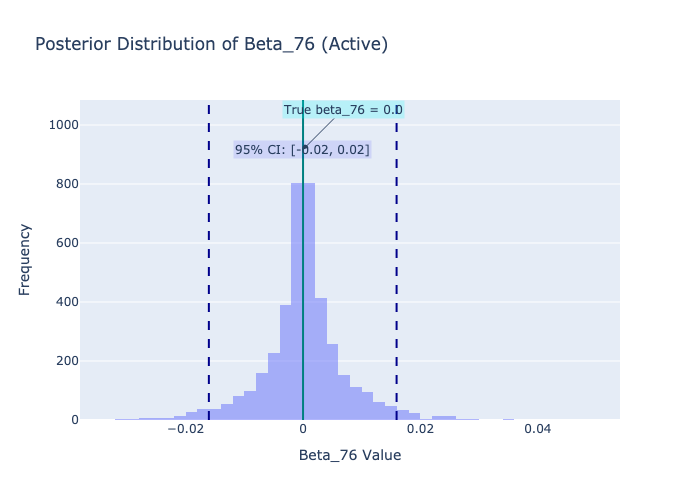 Posterior Distribution of Beta_76 (Active)
True beta_76 = 0.0
95% CI: [-0.02, 0.02]
1000
800
600
400
200
0
Frequency
−0.02
0
0.02
0.04
Beta_76 Value